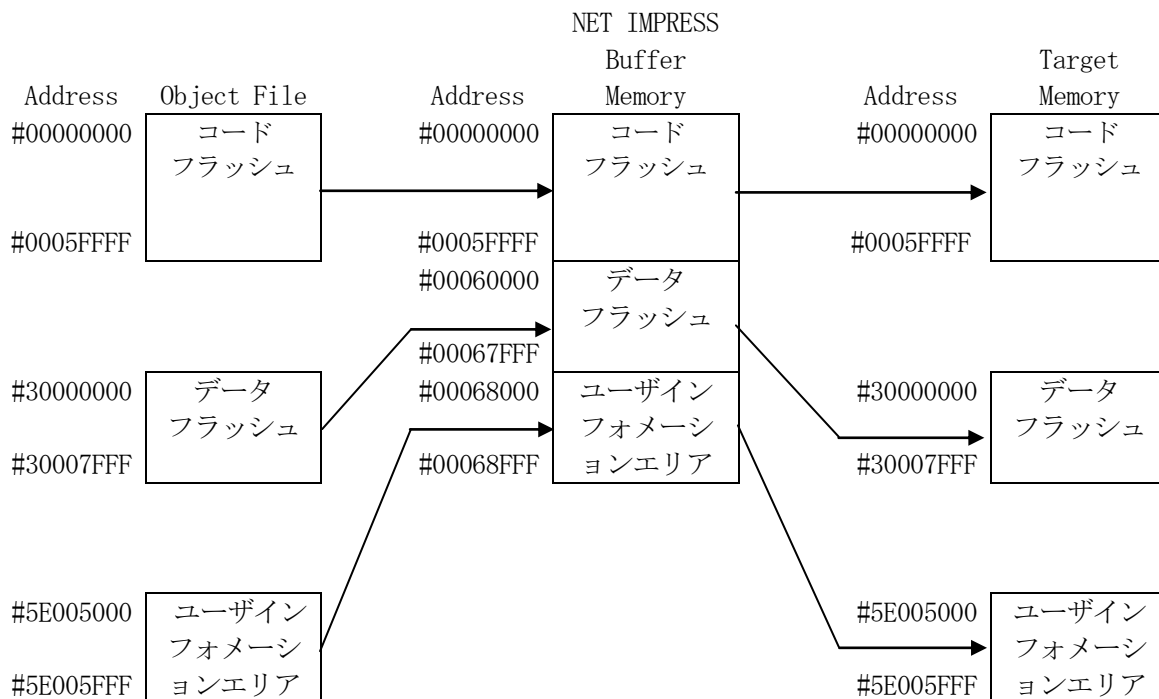 NET IMPRESS
Buffer
Target
Address Object File Address Memory Address Memory
#00000000 コード #00000000 コード #00000000 コード
フラッシュ フラッシュ フラッシュ
#0005FFFF #0005FFFF #0005FFFF
#00060000 データ
フラッシュ
#00067FFF
#30000000 データ #00068000 ユーザイン #30000000 データ
フラッシュ フォメーシ フラッシュ
#30007FFF #00068FFF ョンエリア #30007FFF
#5E005000 ユーザイン #5E005000 ユーザイン
フォメーシ フォメーシ
#5E005FFF ョンエリア #5E005FFF ョンエリア